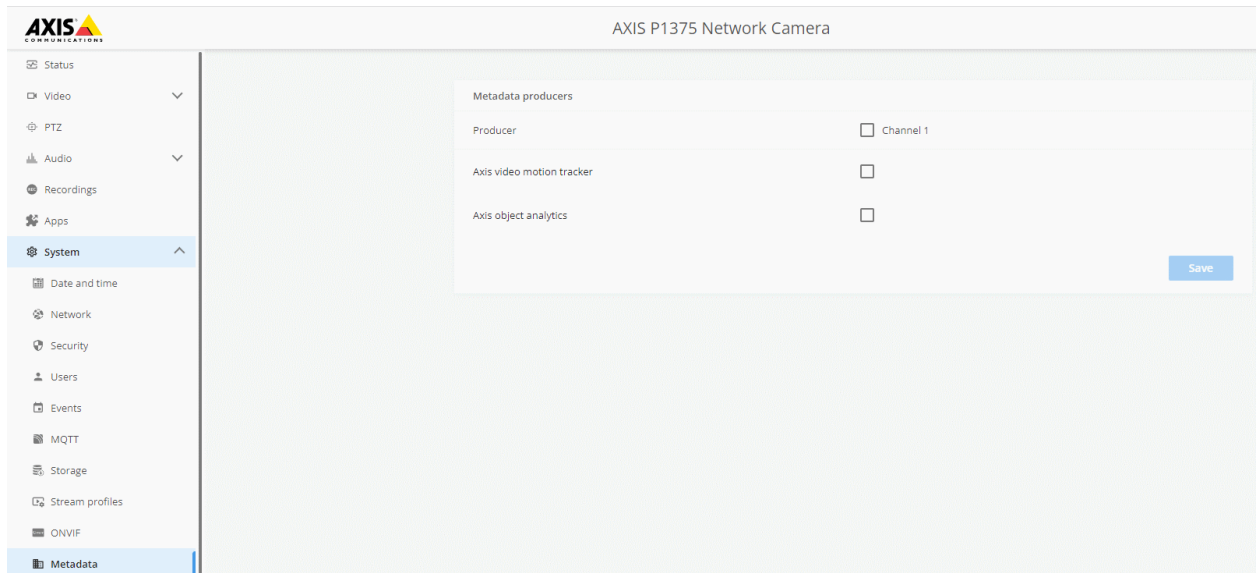 AXIS
COMMUNICATIONS
AXIS P1375 Network Camera
Status
Video
PTZ
Audio
Recordings
Apps
System
Date and time
Network
Security
Users
Events
MQTT
Storage
Stream profiles
ONVIF
Metadata
Metadata producers
Producer Channel 1
Axis video motion tracker
Axis object analytics
Save